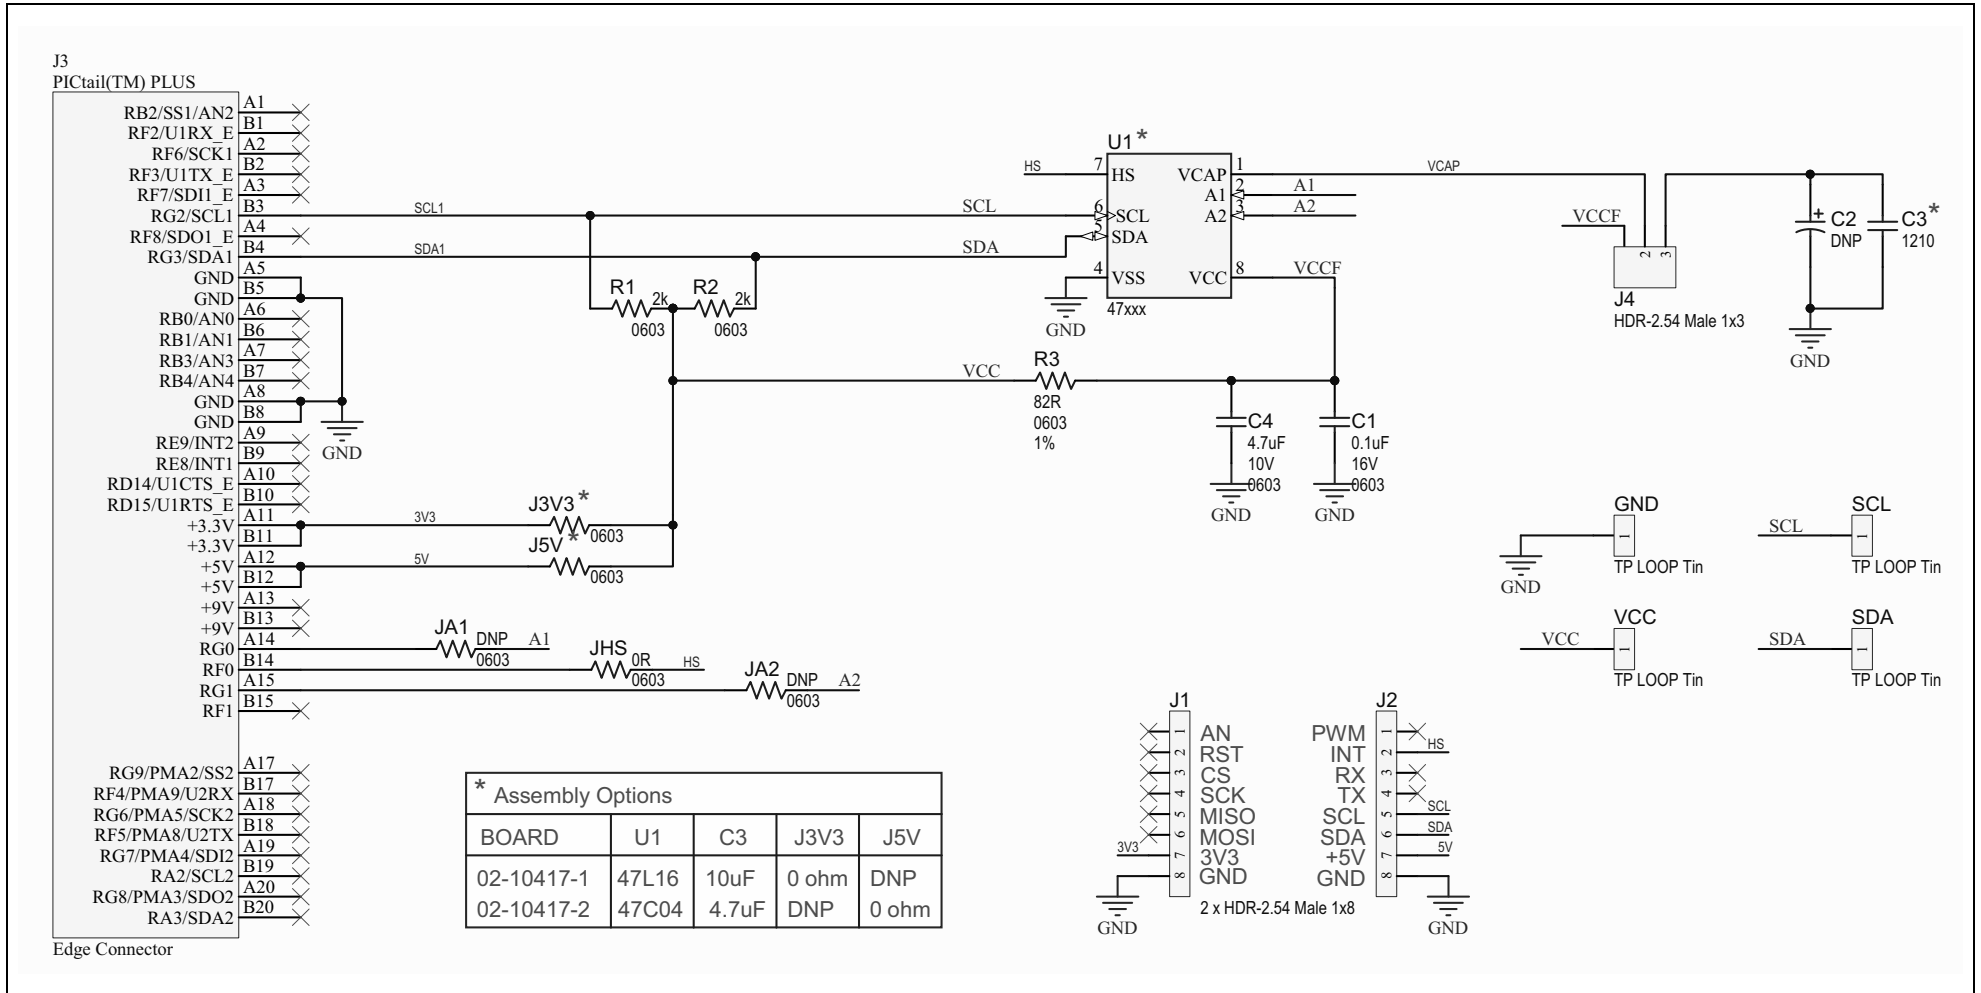 J3
PICtail(TM) PLUS
RB2/SS1/AN2 A1
RF2/U1RX_E B1
RF6/SCK1 A2
RF3/U1TX_E B2
RF7/SDI1_E A3
RG2/SCL1 B3
RF8/SDO1_E A4
RG3/SDA1 B4
GND A5
GND B5
RB0/AN0 A6
RB1/AN1 B6
RB3/AN3 A7
RB4/AN4 B7
GND A8
GND B8
RE9/INT2 A9
RE8/INT1 B9
RD14/U1CTS_E A10
RD15/U1RTS_E B10
+3.3V A11
+3.3V B11
+5V A12
+5V B12
+9V A13
+9V B13
RG0 A14
RF0 B14
RG1 A15
RF1 B15
RG9/PMA2/SS2 A17
RF4/PMA9/U2RX B17
RG6/PMA5/SCK2 A18
RF5/PMA8/U2TX B18
RG7/PMA4/SDI2 A19
RA2/SCL2 B19
RG8/PMA3/SDO2 A20
RA3/SDA2 B20
Edge Connector
GND
SCL1
SDA1
SCL
SDA
R1
2k
0603
R2
2k
0603
3V3
J3V3 *
0603
5V
J5V *
0603
JA1
DNP
0603
A1
JHS
0R
0603
HS
JA2
DNP
0603
A2
U1 *
HS
7 HS
6 SCL
5 SDA
4 VSS
VCAP 1
A1 2
A2 3
VCC 8
47xxx
GND
VCAP
A1
A2
VCCF
VCC
R3
82R
0603
1%
C4
4.7uF
10V
0603
GND
C1
0.1uF
16V
0603
GND
VCCF
2 3
J4
HDR-2.54 Male 1x3
+ C2
DNP
C3 *
1210
GND
GND
1
TP LOOP Tin
GND
SCL
SCL
1
TP LOOP Tin
VCC
VCC
1
TP LOOP Tin
SDA
SDA
1
TP LOOP Tin
J1
1 AN
2 RST
3 CS
4 SCK
5 MISO
6 MOSI
3V3 7 3V3
8 GND
GND
J2
PWM 1
INT 2 HS
RX 3
TX 4
SCL 5 SCL
SDA 6 SDA
+5V 7 5V
GND 8
GND
2 x HDR-2.54 Male 1x8
* Assembly Options
BOARD U1 C3 J3V3 J5V
02-10417-1 47L16 10uF 0 ohm DNP
02-10417-2 47C04 4.7uF DNP 0 ohm